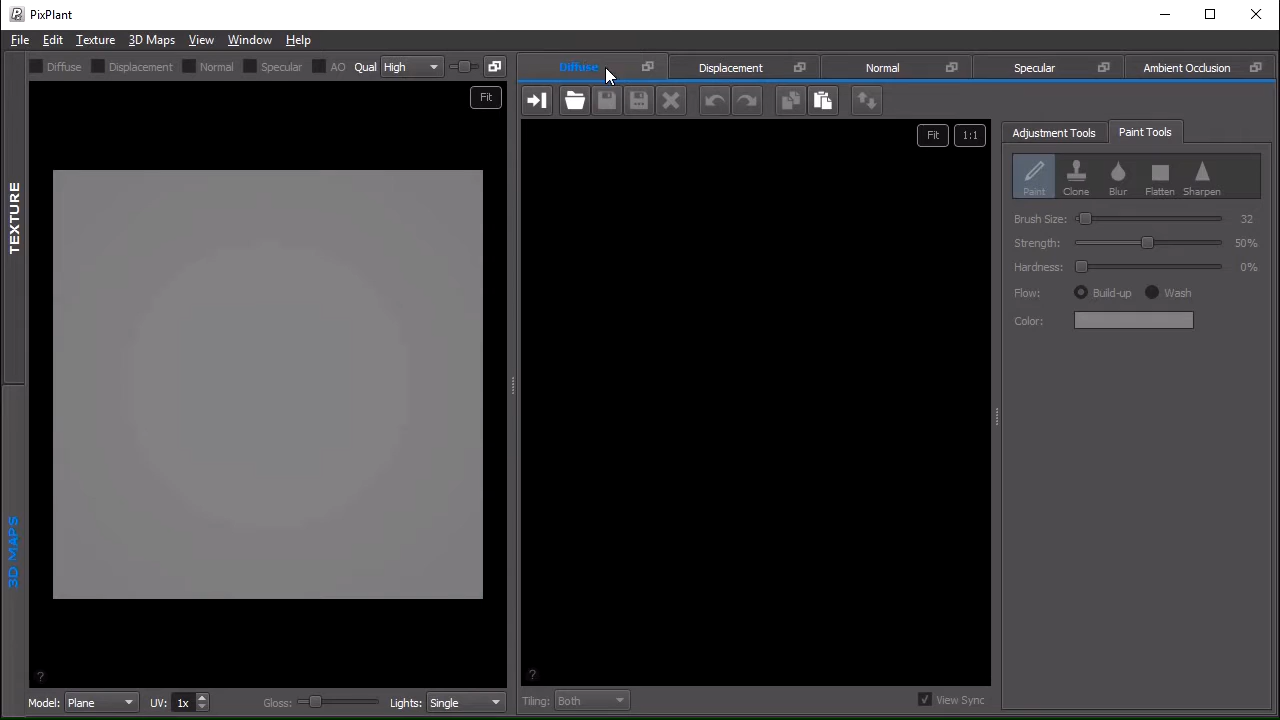 PixPlant
File Edit Texture 3D Maps View Window Help
Diffuse Displacement Normal Specular AO Qual High
Diffuse Displacement Normal Specular Ambient Occlusion
Fit
Fit 1:1
Adjustment Tools Paint Tools
Paint Clone Blur Flatten Sharpen
Brush Size: 32
Strength: 50%
Hardness: 0%
Flow: Build-up Wash
Color:
TEXTURE
3D MAPS
?
?
Model: Plane UV: 1x Gloss: Lights: Single
Tiling: Both View Sync